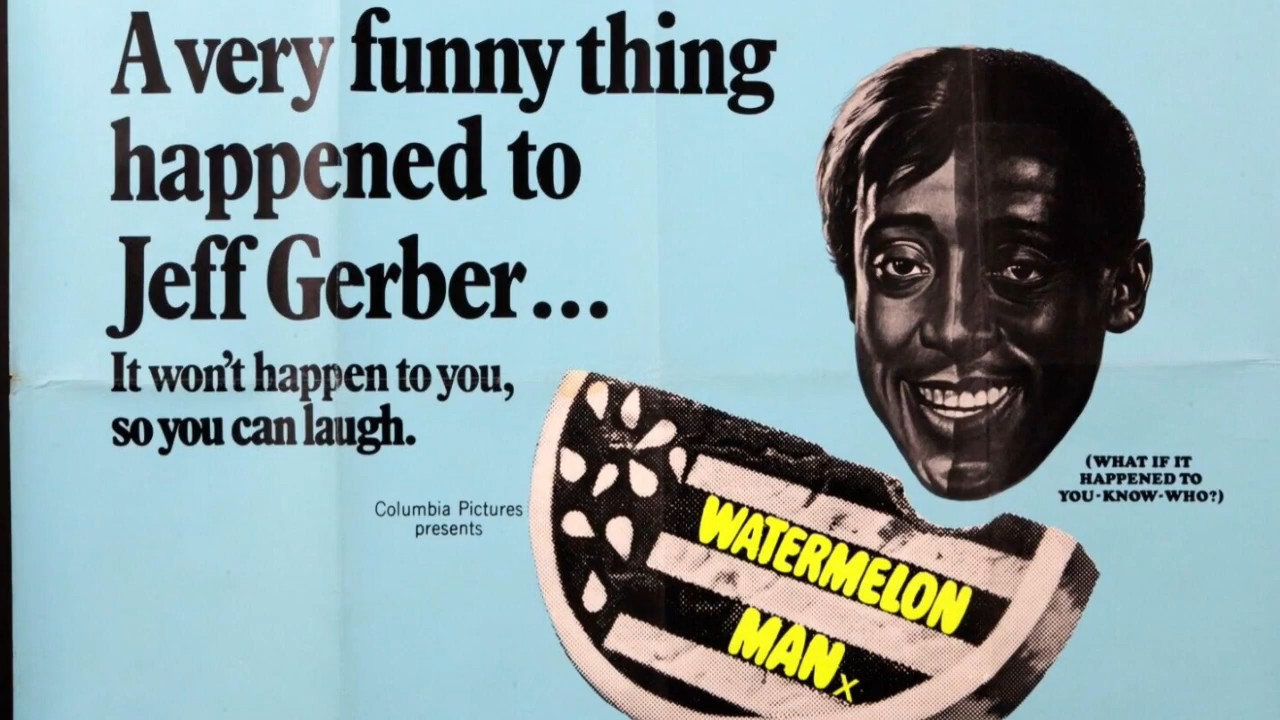 A very funny thing
happened to
Jeff Gerber...
It won't happen to you,
so you can laugh.
Columbia Pictures
presents
(WHAT IF IT
HAPPENED TO
YOU-KNOW-WHO?)
WATERMELON
MAN X